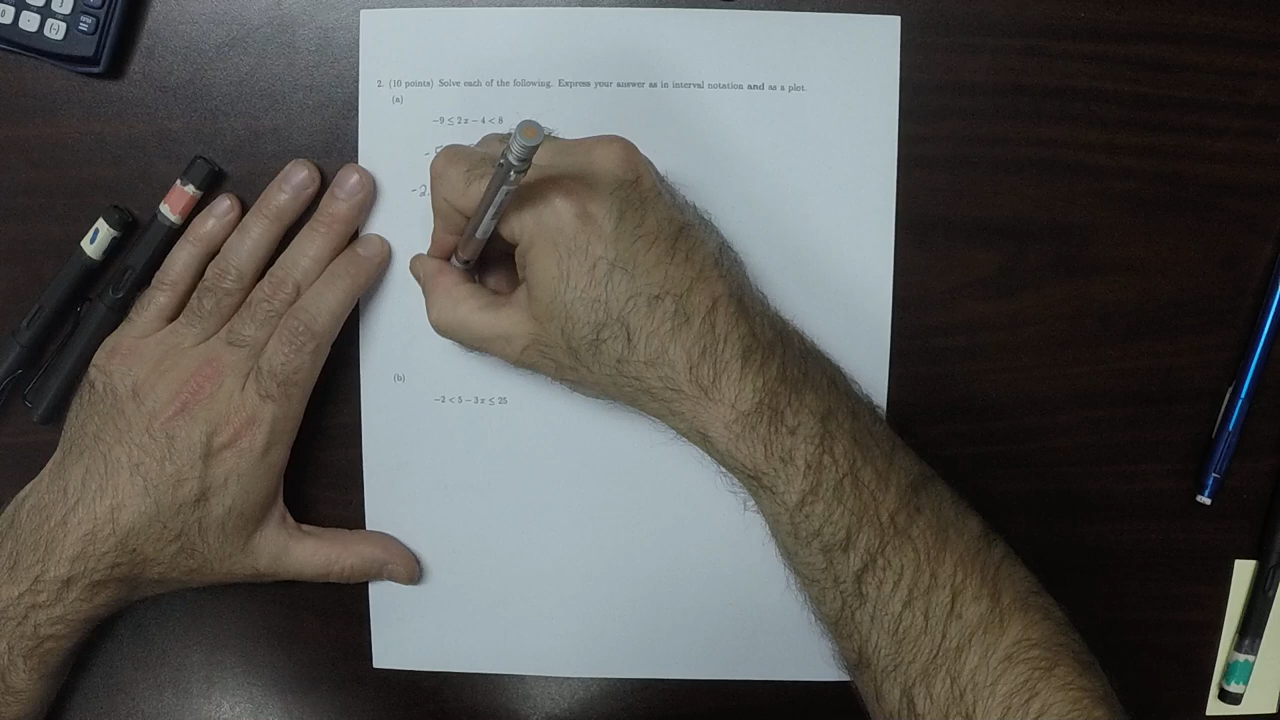 2. (10 points) Solve each of the following. Express your answer as in interval notation and as a plot.
(a)
−9 ≤ 2x − 4 < 8
-2.
(b)
−2 < 5 − 3x ≤ 25